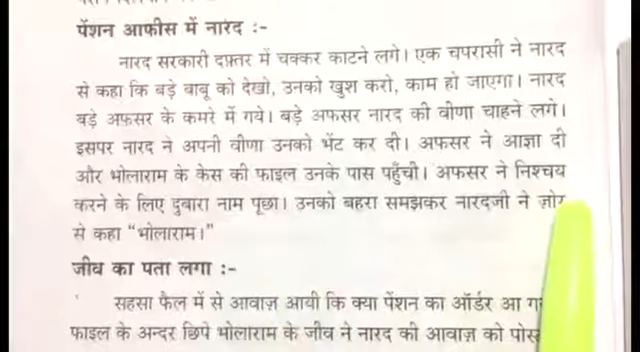 पेंशन आफीस में नारद :-
नारद सरकारी दफ़्तर में चक्कर काटने लगे। एक चपरासी ने नारद
से कहा कि बड़े बाबू को देखो, उनको खुश करो, काम हो जाएगा। नारद
बड़े अफ़सर के कमरे में गये। बड़े अफसर नारद की वीणा चाहने लगे।
इसपर नारद ने अपनी वीणा उनको भेंट कर दी। अफसर ने आज्ञा दी
और भोलाराम के केस की फाइल उनके पास पहुँची। अफसर ने निश्चय
करने के लिए दुबारा नाम पूछा। उनको बहरा समझकर नारदजी ने ज़ोर
से कहा “भोलाराम।”
जीव का पता लगा :-
सहसा फैल में से आवाज़ आयी कि क्या पेंशन का ऑर्डर आ
फाइल के अन्दर छिपे भोलाराम के जीव ने नारद की आवाज़ को